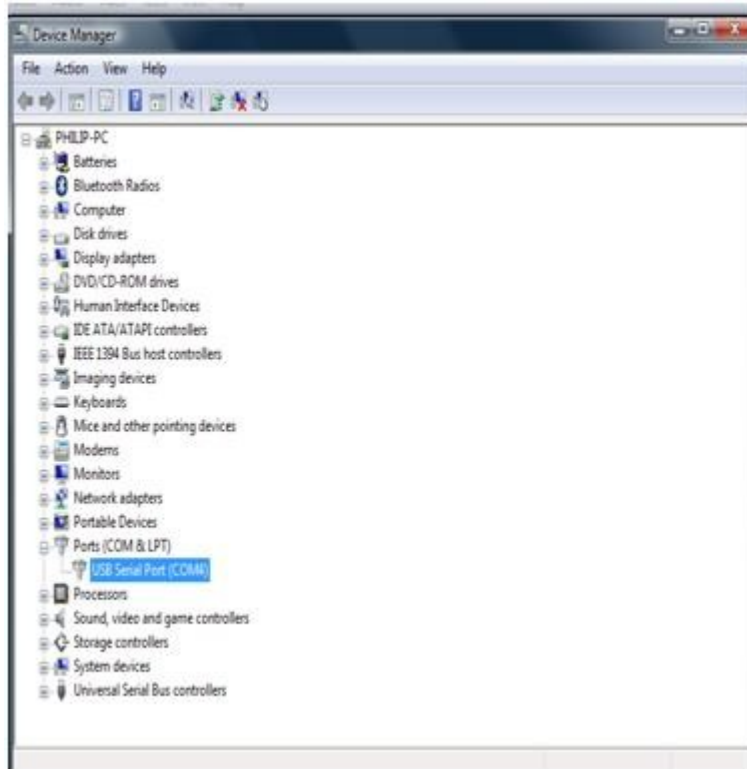 Device Manager
File Action View Help
PHILIP-PC
Batteries
Bluetooth Radios
Computer
Disk drives
Display adapters
DVD/CD-ROM drives
Human Interface Devices
IDE ATA/ATAPI controllers
IEEE 1394 Bus host controllers
Imaging devices
Keyboards
Mice and other pointing devices
Modems
Monitors
Network adapters
Portable Devices
Ports (COM & LPT)
USB Serial Port (COM4)
Processors
Sound, video and game controllers
Storage controllers
System devices
Universal Serial Bus controllers